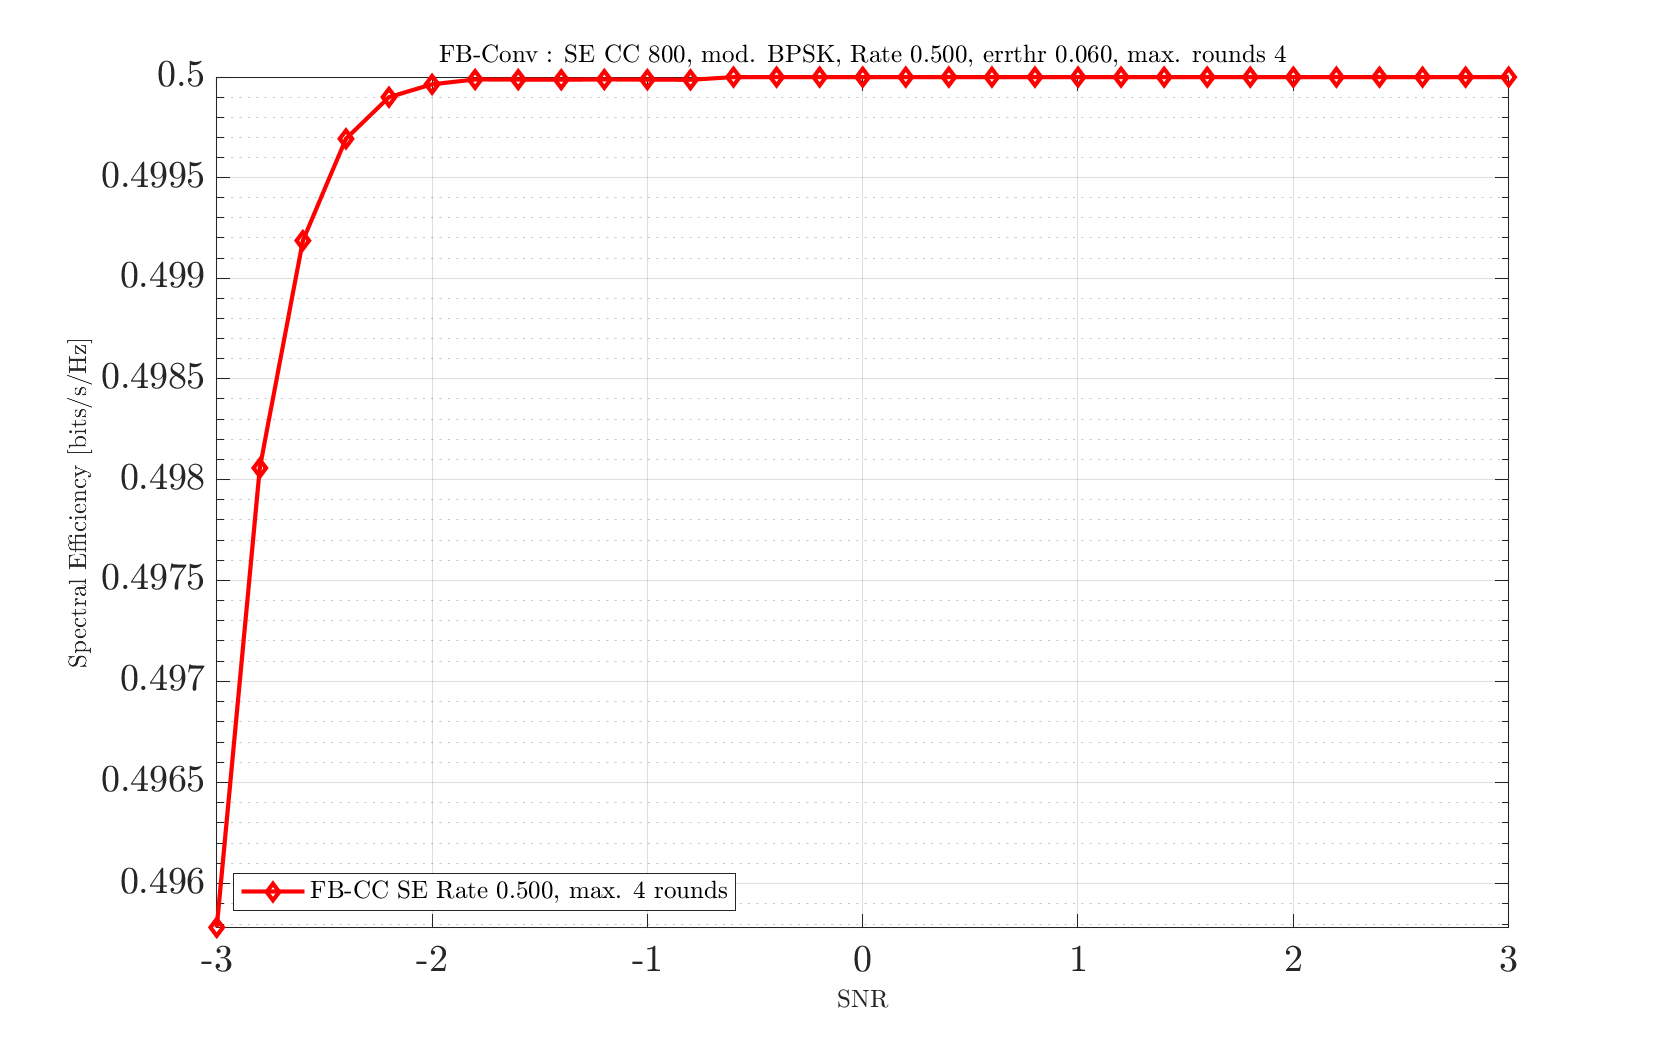 FB-Conv : SE CC 800, mod. BPSK, Rate 0.500, errthr 0.060, max. rounds 4
0.5
0.4995
0.499
0.4985
0.498
0.4975
0.497
0.4965
0.496
Spectral Efficiency [bits/s/Hz]
FB-CC SE Rate 0.500, max. 4 rounds
-3 -2 -1 0 1 2 3
SNR